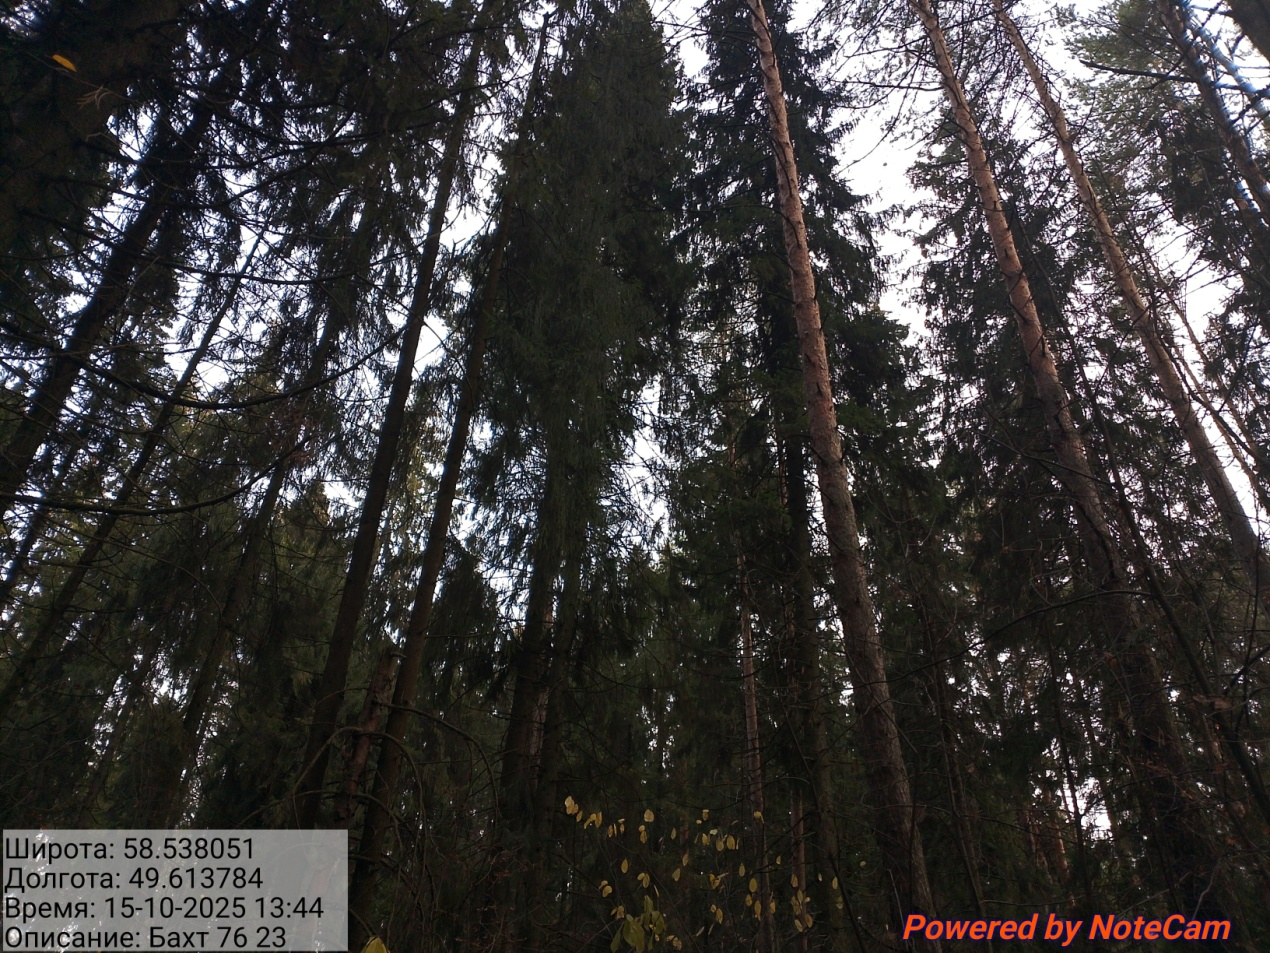 Широта: 58.538051
Долгота: 49.613784
Время: 15-10-2025 13:44
Описание: Бахт 76 23
Powered by NoteCam